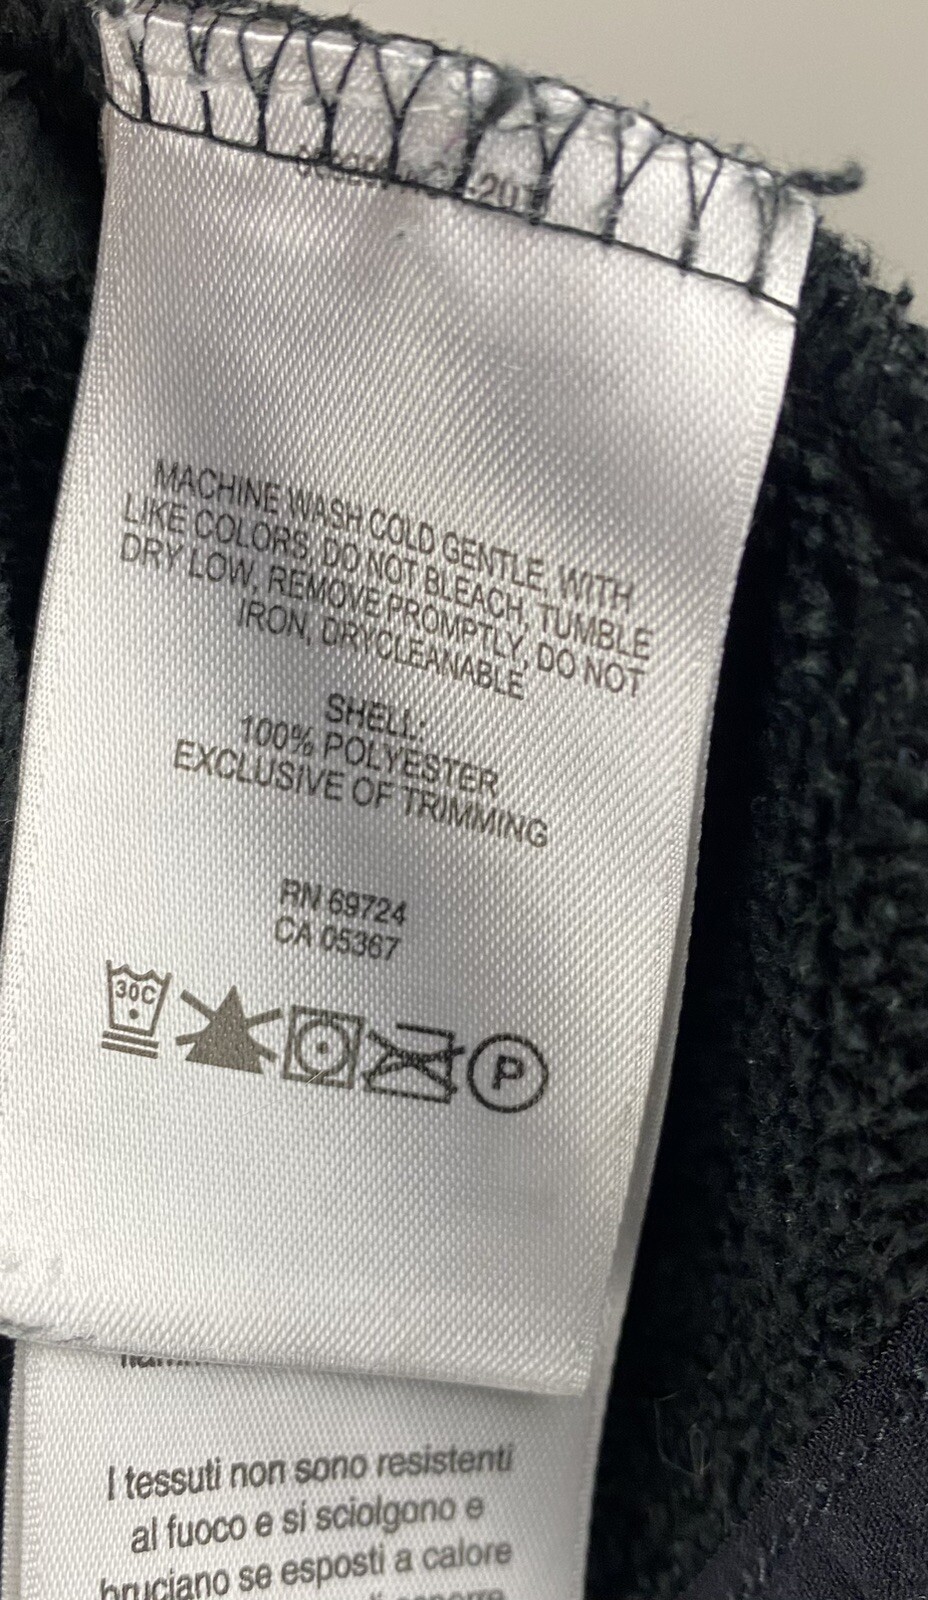 MACHINE WASH COLD GENTLE, WITH
LIKE COLORS, DO NOT BLEACH, TUMBLE
DRY LOW, REMOVE PROMPTLY, DO NOT
IRON, DRYCLEANABLE
SHELL:
100% POLYESTER
EXCLUSIVE OF TRIMMING
RN 69724
CA 05367
30C
P
I tessuti non sono resistenti
al fuoco e si sciolgono e
bruciano se esposti a calore